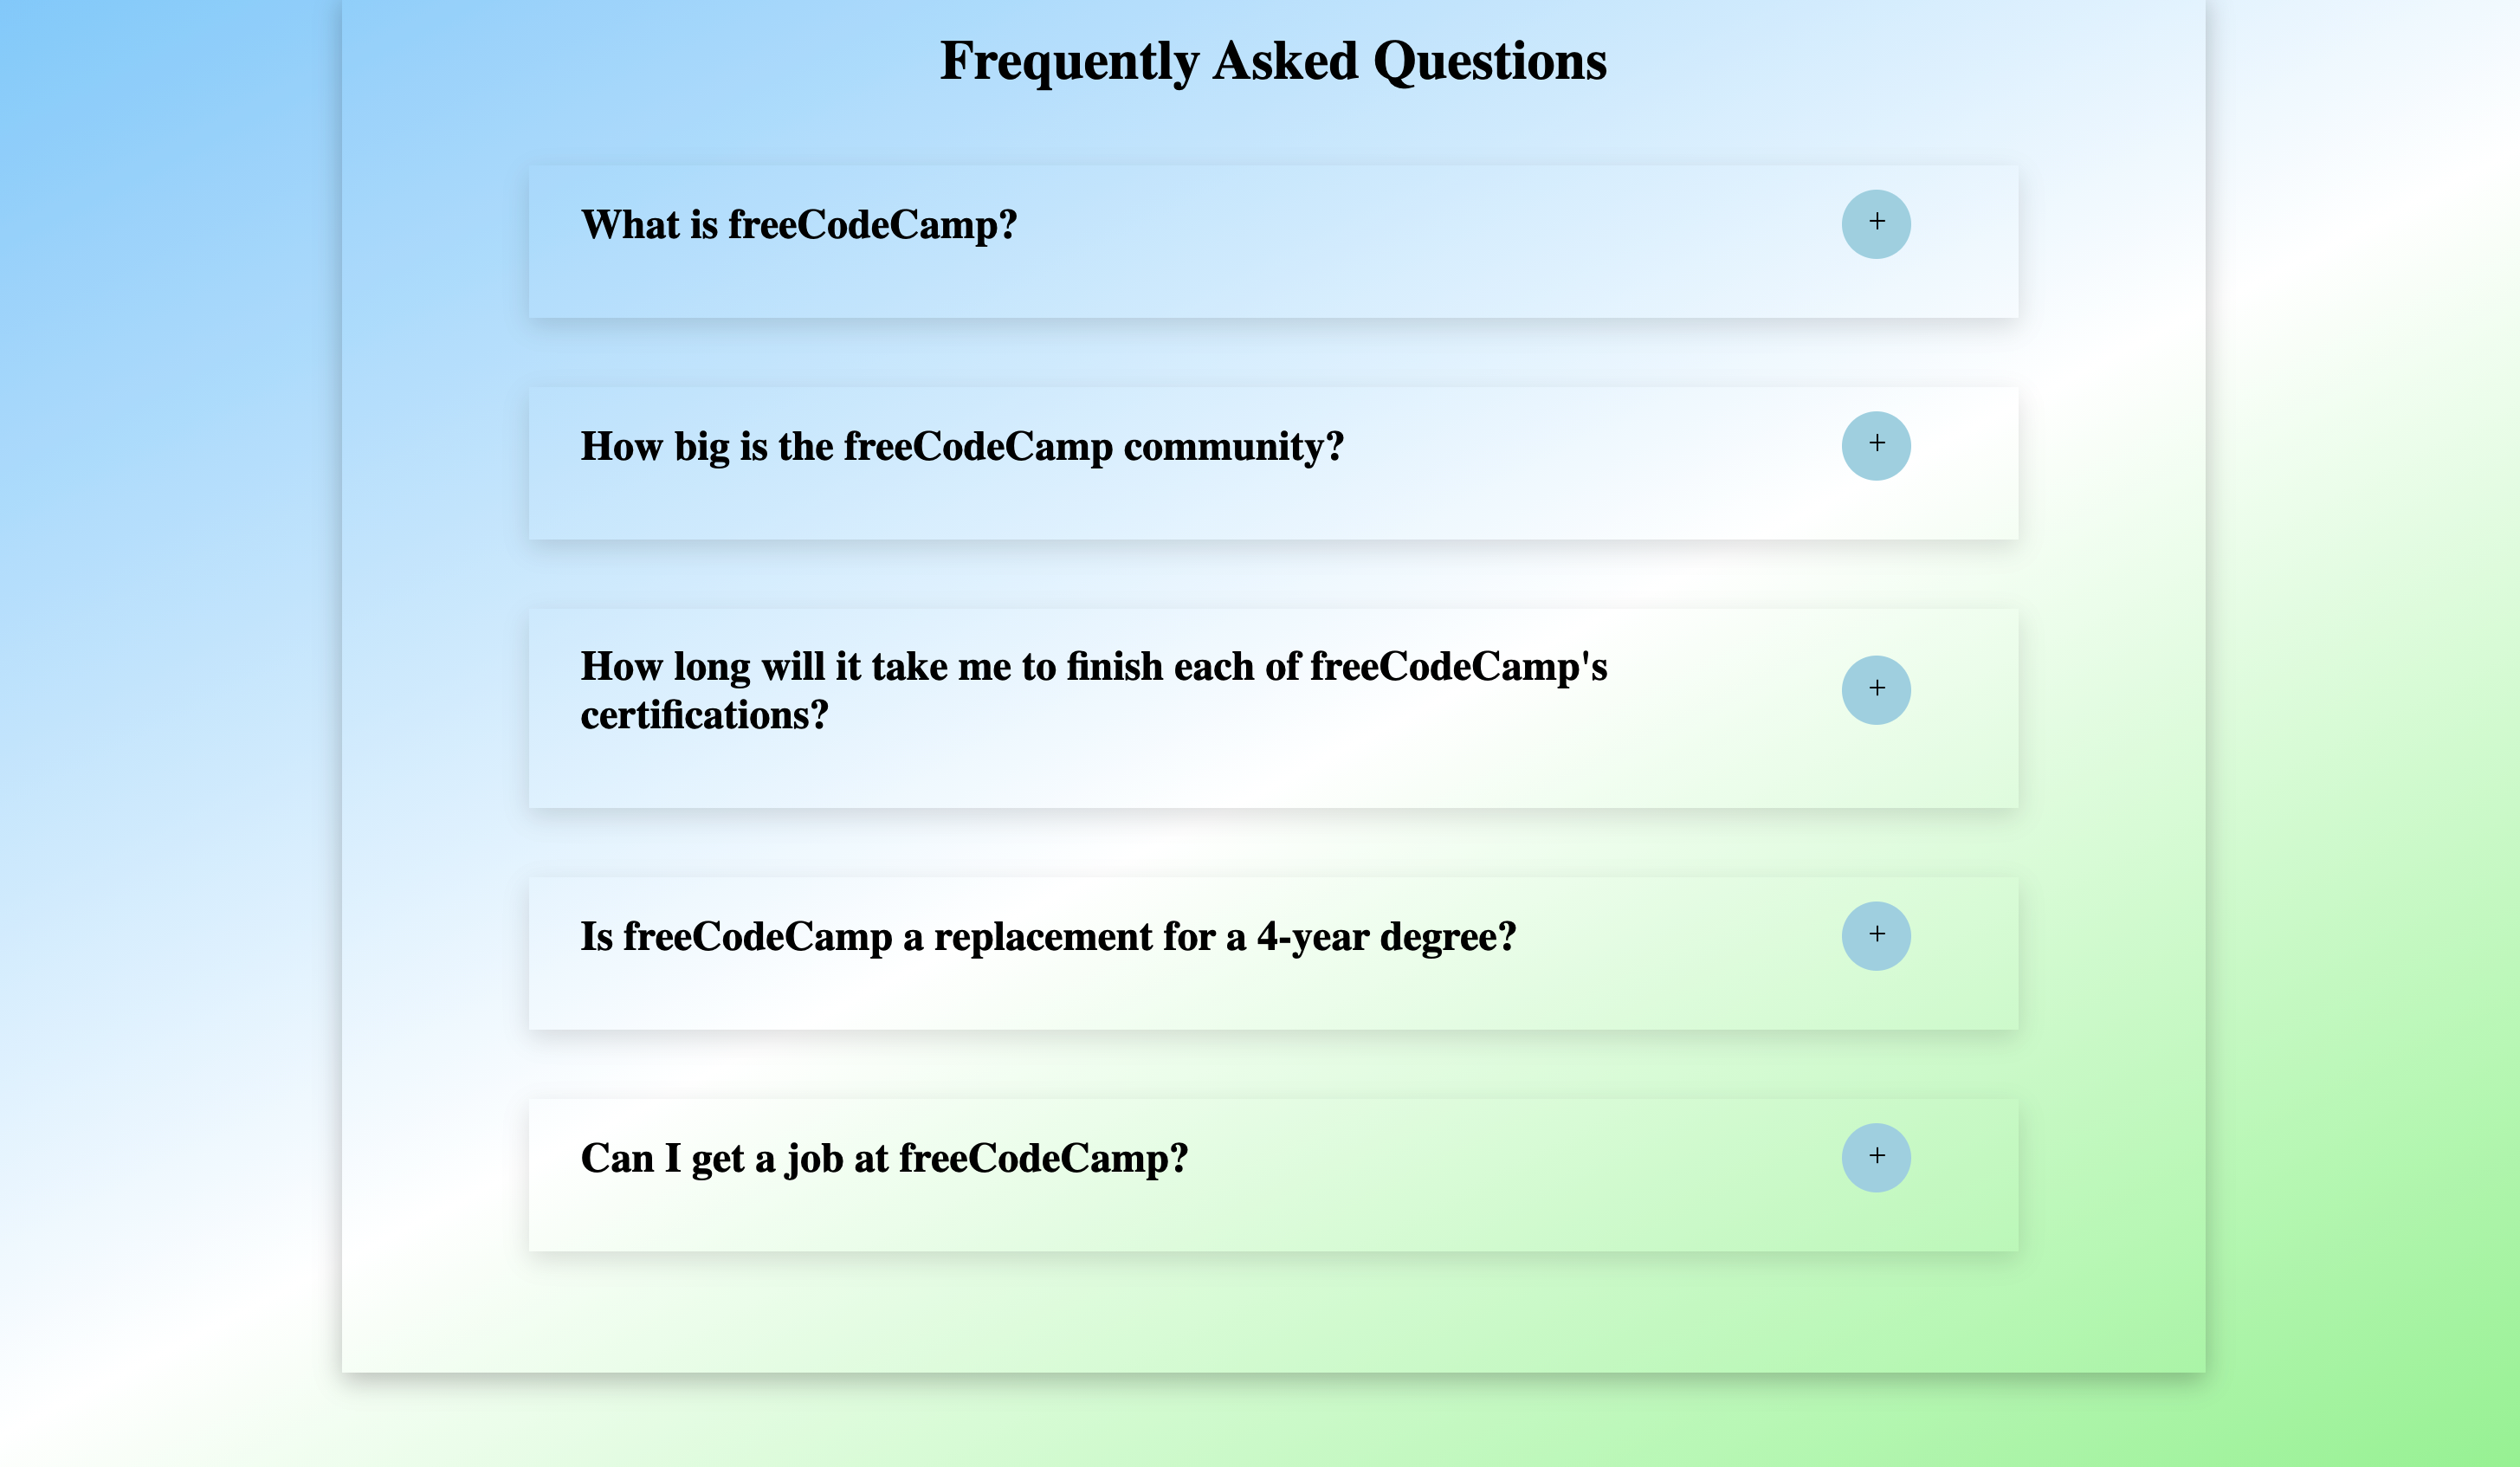 Frequently Asked Questions
What is freeCodeCamp?
+
How big is the freeCodeCamp community?
+
How long will it take me to finish each of freeCodeCamp's
certifications?
+
Is freeCodeCamp a replacement for a 4-year degree?
+
Can I get a job at freeCodeCamp?
+